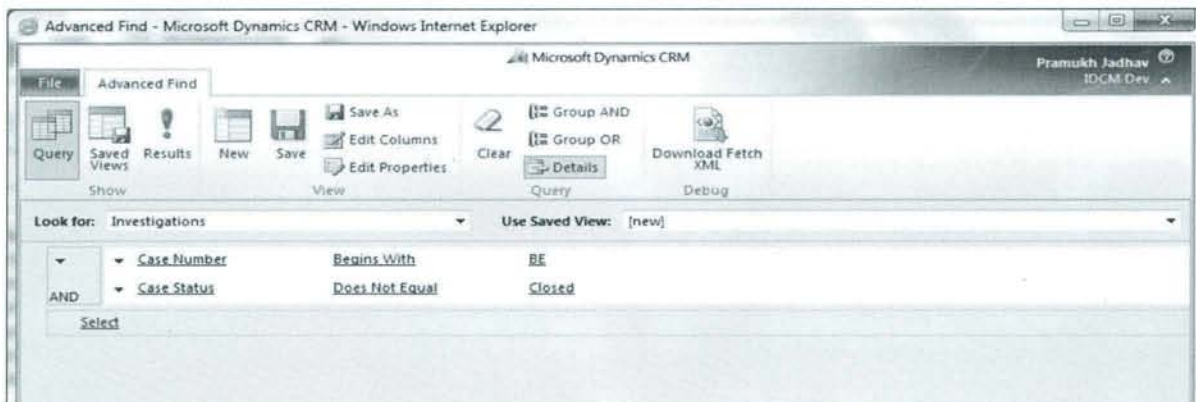 Advanced Find - Microsoft Dynamics CRM - Windows Internet Explorer
Microsoft Dynamics CRM
Pramukh Jadhav
IDCM Dev
File
Advanced Find
Query
Saved Views
Results
New
Save
Save As
Edit Columns
Edit Properties
Clear
Group AND
Group OR
Details
Download Fetch XML
Show
View
Query
Debug
Look for: Investigations
Use Saved View: [new]
AND
Case Number Begins With BE
Case Status Does Not Equal Closed
Select